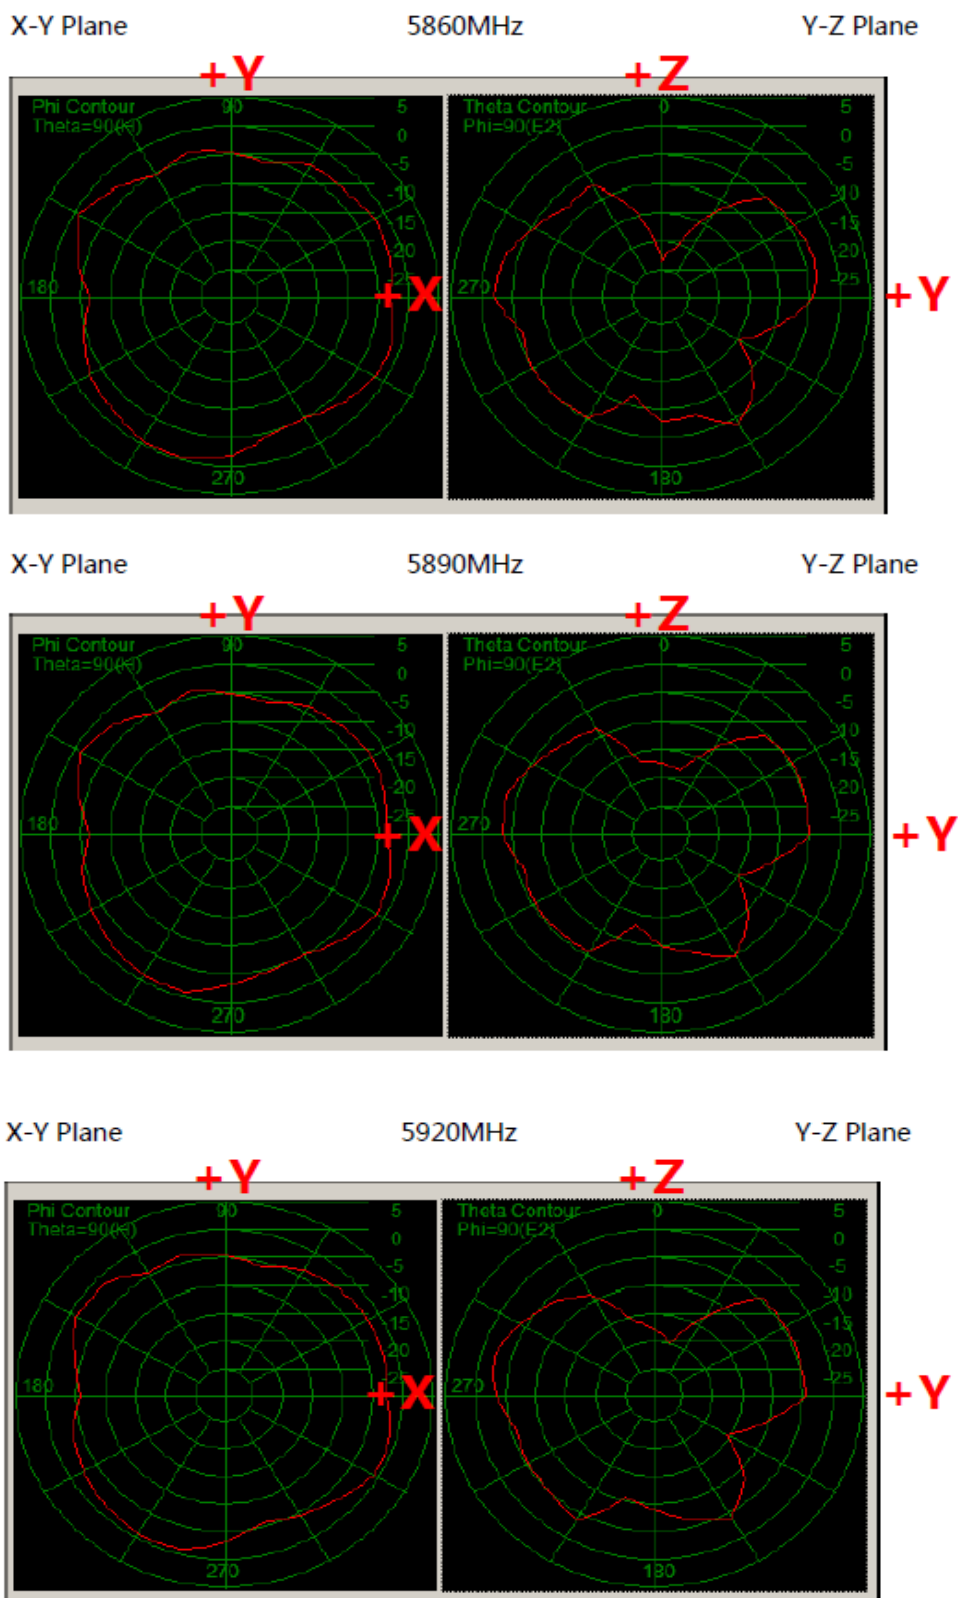 X-Y Plane 5860MHz Y-Z Plane
+Y +Z
Phi Contour 90 5 Theta Contour 0 5
Theta=90(H) 0 Phi=90(E2) 0
-5 -5
-10 -10
-15 -15
-20 -20
-25 -25
180 +X 270 +Y
270 180
X-Y Plane 5890MHz Y-Z Plane
+Y +Z
Phi Contour 90 5 Theta Contour 0 5
Theta=90(H) 0 Phi=90(E2) 0
-5 -5
-10 -10
-15 -15
-20 -20
-25 -25
180 +X 270 +Y
270 180
X-Y Plane 5920MHz Y-Z Plane
+Y +Z
Phi Contour 90 5 Theta Contour 0 5
Theta=90(H) 0 Phi=90(E2) 0
-5 -5
-10 -10
-15 -15
-20 -20
-25 -25
180 +X 270 +Y
270 180